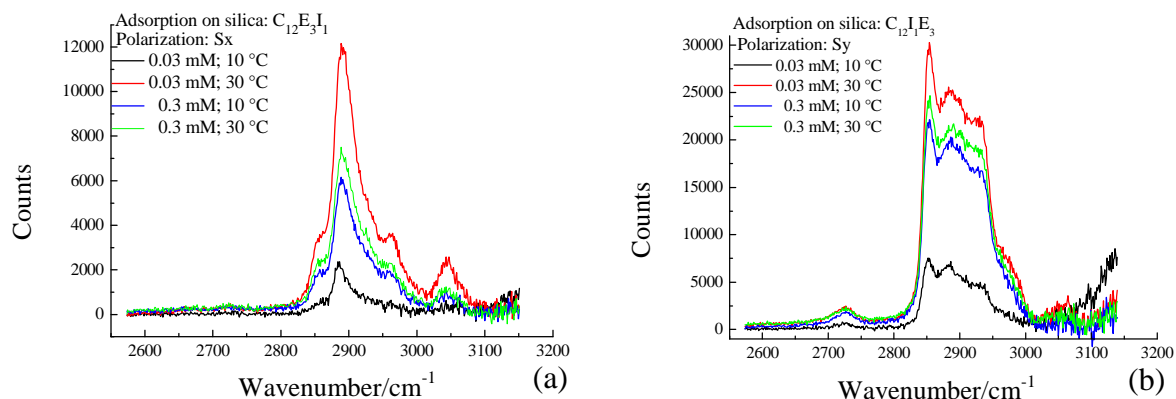 Adsorption on silica: C₁₂E₃I₁
Polarization: Sx
0.03 mM; 10 °C
0.03 mM; 30 °C
0.3 mM; 10 °C
0.3 mM; 30 °C
12000
10000
8000
6000
4000
2000
0
Counts
2600 2700 2800 2900 3000 3100 3200
Wavenumber/cm⁻¹
(a)
Adsorption on silica: C₁₂I₁E₃
Polarization: Sy
0.03 mM; 10 °C
0.03 mM; 30 °C
0.3 mM; 10 °C
0.3 mM; 30 °C
30000
25000
20000
15000
10000
5000
0
Counts
2600 2700 2800 2900 3000 3100 3200
Wavenumber/cm⁻¹
(b)